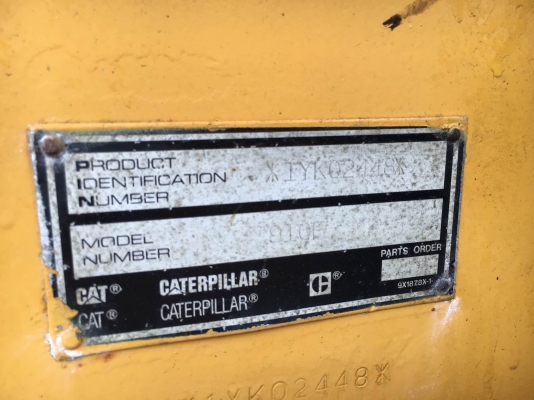 PRODUCT
IDENTIFICATION
NUMBER
*1YK02448*
MODEL
NUMBER
910F
PARTS ORDER
CAT® CATERPILLAR® C®
CAT® CATERPILLAR®
9X1878X-1
1YK02448*